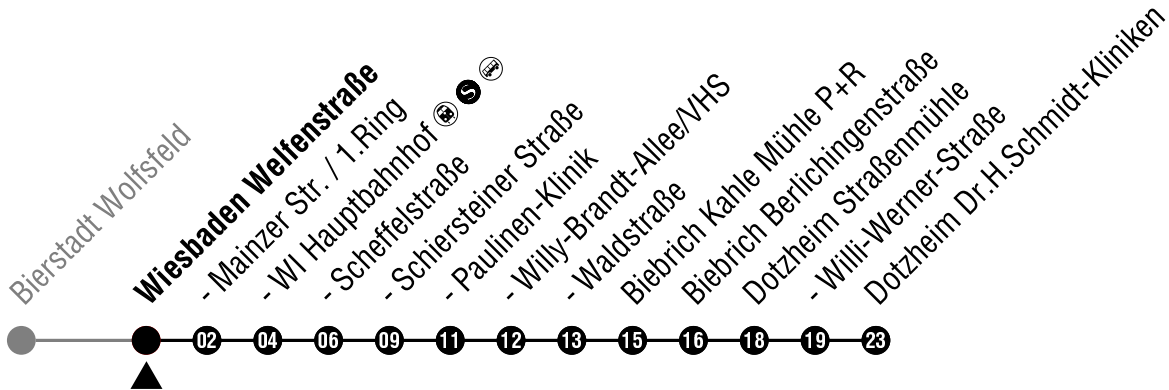 Bierstadt Wolfsfeld
Wiesbaden Welfenstraße
- Mainzer Str. / 1.Ring
- WI Hauptbahnhof S
- Scheffelstraße
- Schiersteiner Straße
- Paulinen-Klinik
- Willy-Brandt-Allee/VHS
- Waldstraße
Biebrich Kahle Mühle P+R
Biebrich Berlichingenstraße
Dotzheim Straßenmühle
- Willi-Werner-Straße
Dotzheim Dr.H.Schmidt-Kliniken
02 04 06 09 11 12 13 15 16 18 19 23